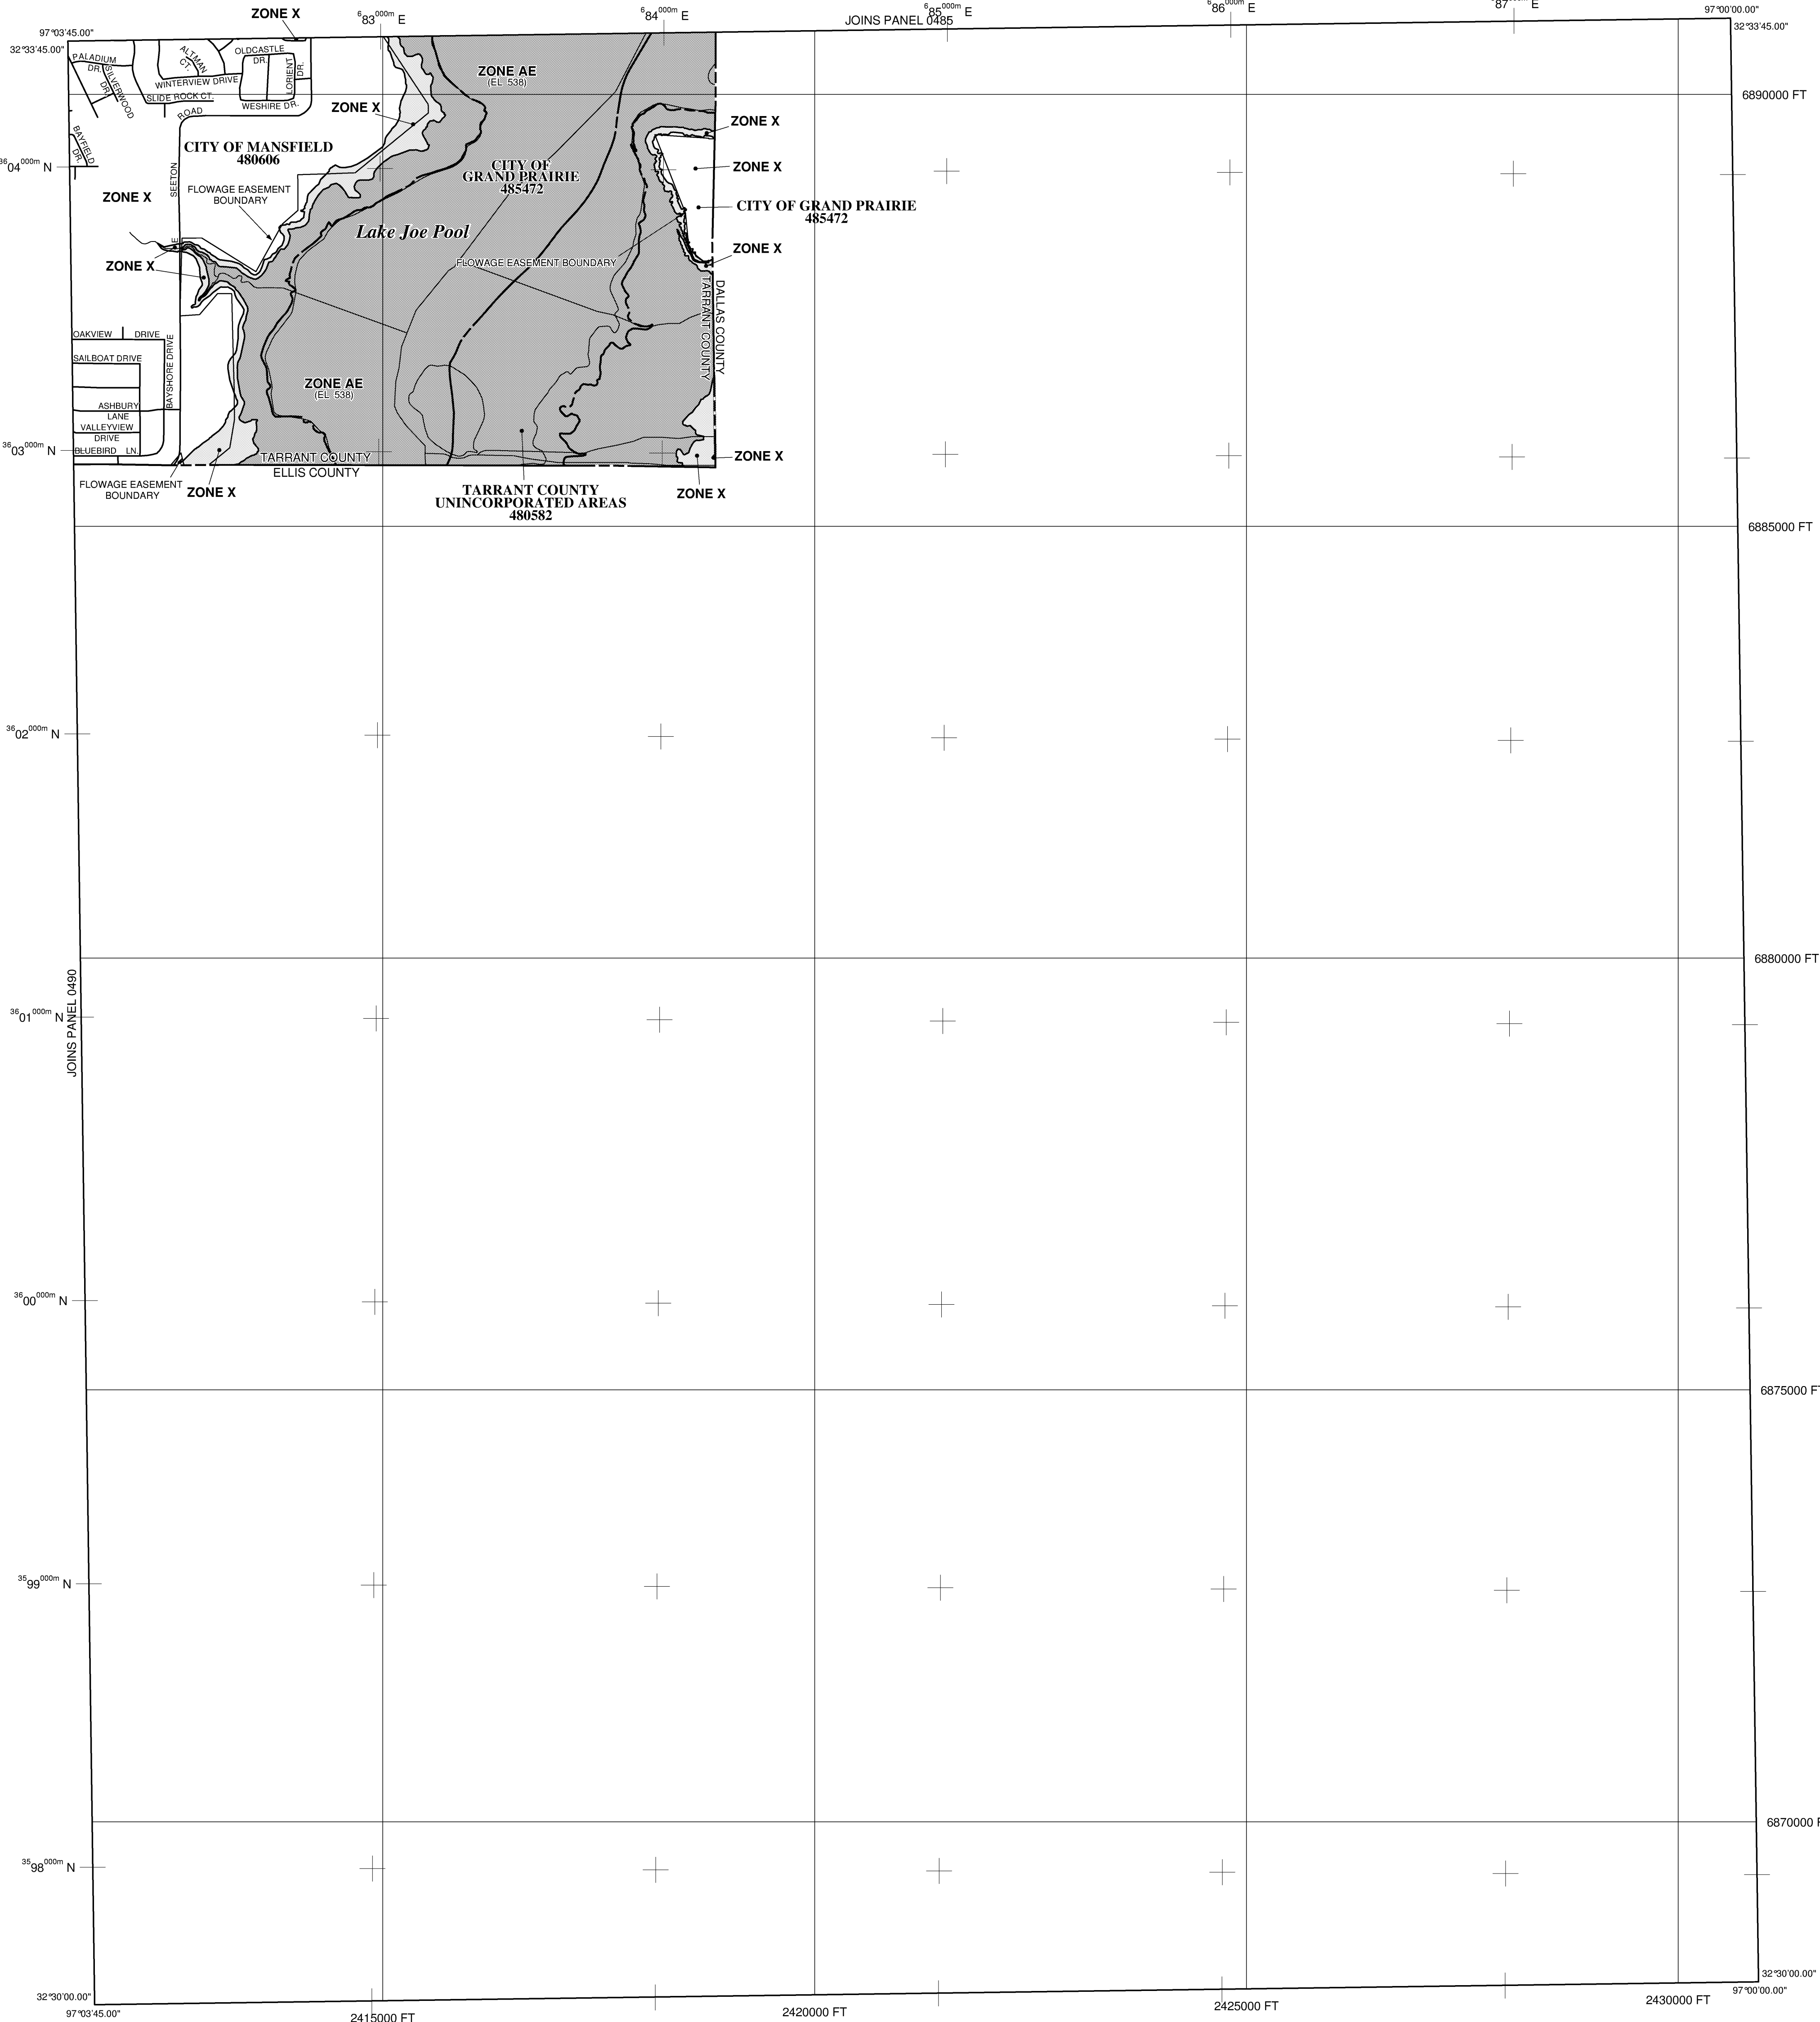 ZONE X
⁶83⁰⁰⁰ᵐ E
⁶84⁰⁰⁰ᵐ E
⁶85⁰⁰⁰ᵐ E
JOINS PANEL 0485
⁶86⁰⁰⁰ᵐ E
97°00'00.00"
32°33'45.00"
97°03'45.00"
32°33'45.00"
PALADIUM
DR.
SILVERWOOD
DR.
ALTMAN
CT.
OLDCASTLE
DR.
LORIENT
DR.
WINTERVIEW DRIVE
SLIDE ROCK CT.
WESHIRE DR.
ROAD
BAYFIELD
DR.
SEETON
ZONE AE
(EL 538)
ZONE X
6890000 FT
ZONE X
CITY OF MANSFIELD
480606
³⁶04⁰⁰⁰ᵐ N
CITY OF
GRAND PRAIRIE
485472
ZONE X
ZONE X
FLOWAGE EASEMENT
BOUNDARY
CITY OF GRAND PRAIRIE
485472
Lake Joe Pool
ZONE X
FLOWAGE EASEMENT BOUNDARY
ZONE X
DALLAS COUNTY
TARRANT COUNTY
OAKVIEW DRIVE
SAILBOAT DRIVE
BAYSHORE DRIVE
ASHBURY
LANE
VALLEYVIEW
DRIVE
BLUEBIRD LN.
ZONE AE
(EL 538)
³⁶03⁰⁰⁰ᵐ N
TARRANT COUNTY
ELLIS COUNTY
ZONE X
FLOWAGE EASEMENT
BOUNDARY
ZONE X
TARRANT COUNTY
UNINCORPORATED AREAS
480582
ZONE X
6885000 FT
³⁶02⁰⁰⁰ᵐ N
6880000 FT
JOINS PANEL 0490
³⁶01⁰⁰⁰ᵐ N
³⁶00⁰⁰⁰ᵐ N
6875000 FT
³⁵99⁰⁰⁰ᵐ N
6870000
³⁵98⁰⁰⁰ᵐ N
32°30'00.00"
97°03'45.00"
2415000 FT
2420000 FT
2425000 FT
2430000 FT
32°30'00.00"
97°00'00.00"